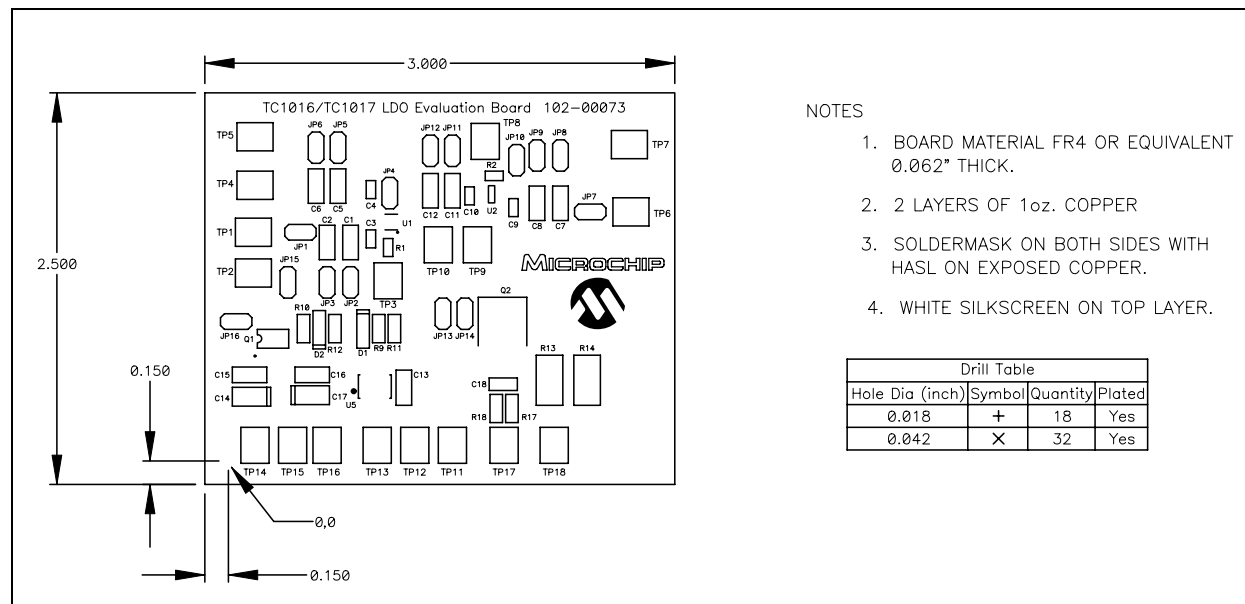 3.000
TC1016/TC1017 LDO Evaluation Board 102-00073
TP5
JP6
JP5
JP12
JP11
TP8
JP10
JP9
JP8
TP7
TP4
C6
C5
C4
JP4
C12
C11
C10
R2
U2
C9
C8
C7
JP7
TP6
TP1
JP1
C2
C1
C3
U1
R1
TP10
TP9
TP2
JP15
JP3
JP2
TP3
MICROCHIP
2.500
JP16
Q1
R10
D2
R12
D1
R9
R11
JP13
JP14
Q2
R13
R14
C15
C14
C16
C17
U5
C13
C18
R18
R17
0.150
TP14
TP15
TP16
TP13
TP12
TP11
TP17
TP18
0,0
0.150
NOTES
1. BOARD MATERIAL FR4 OR EQUIVALENT
0.062" THICK.
2. 2 LAYERS OF 1oz. COPPER
3. SOLDERMASK ON BOTH SIDES WITH
HASL ON EXPOSED COPPER.
4. WHITE SILKSCREEN ON TOP LAYER.
Drill Table
Hole Dia (inch) Symbol Quantity Plated
0.018 + 18 Yes
0.042 × 32 Yes